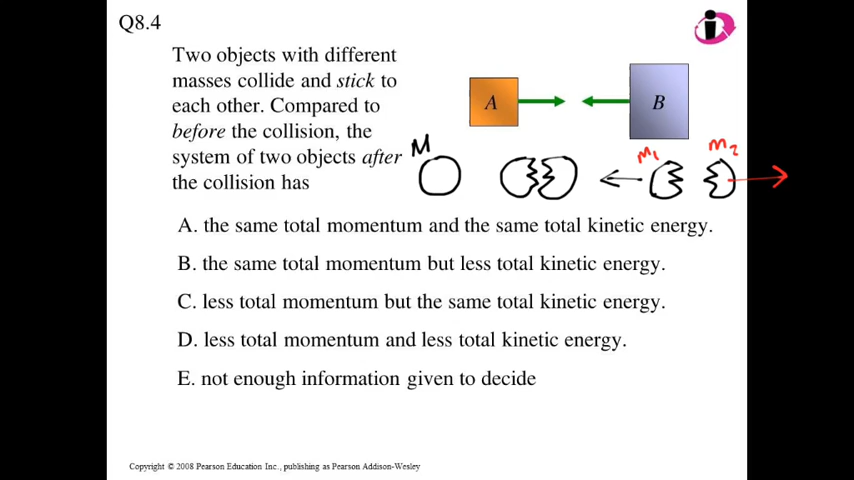 Q8.4
Two objects with different
masses collide and stick to
each other. Compared to
before the collision, the
system of two objects after
the collision has
A
B
M
m1
m2
A. the same total momentum and the same total kinetic energy.
B. the same total momentum but less total kinetic energy.
C. less total momentum but the same total kinetic energy.
D. less total momentum and less total kinetic energy.
E. not enough information given to decide
Copyright © 2008 Pearson Education Inc., publishing as Pearson Addison-Wesley